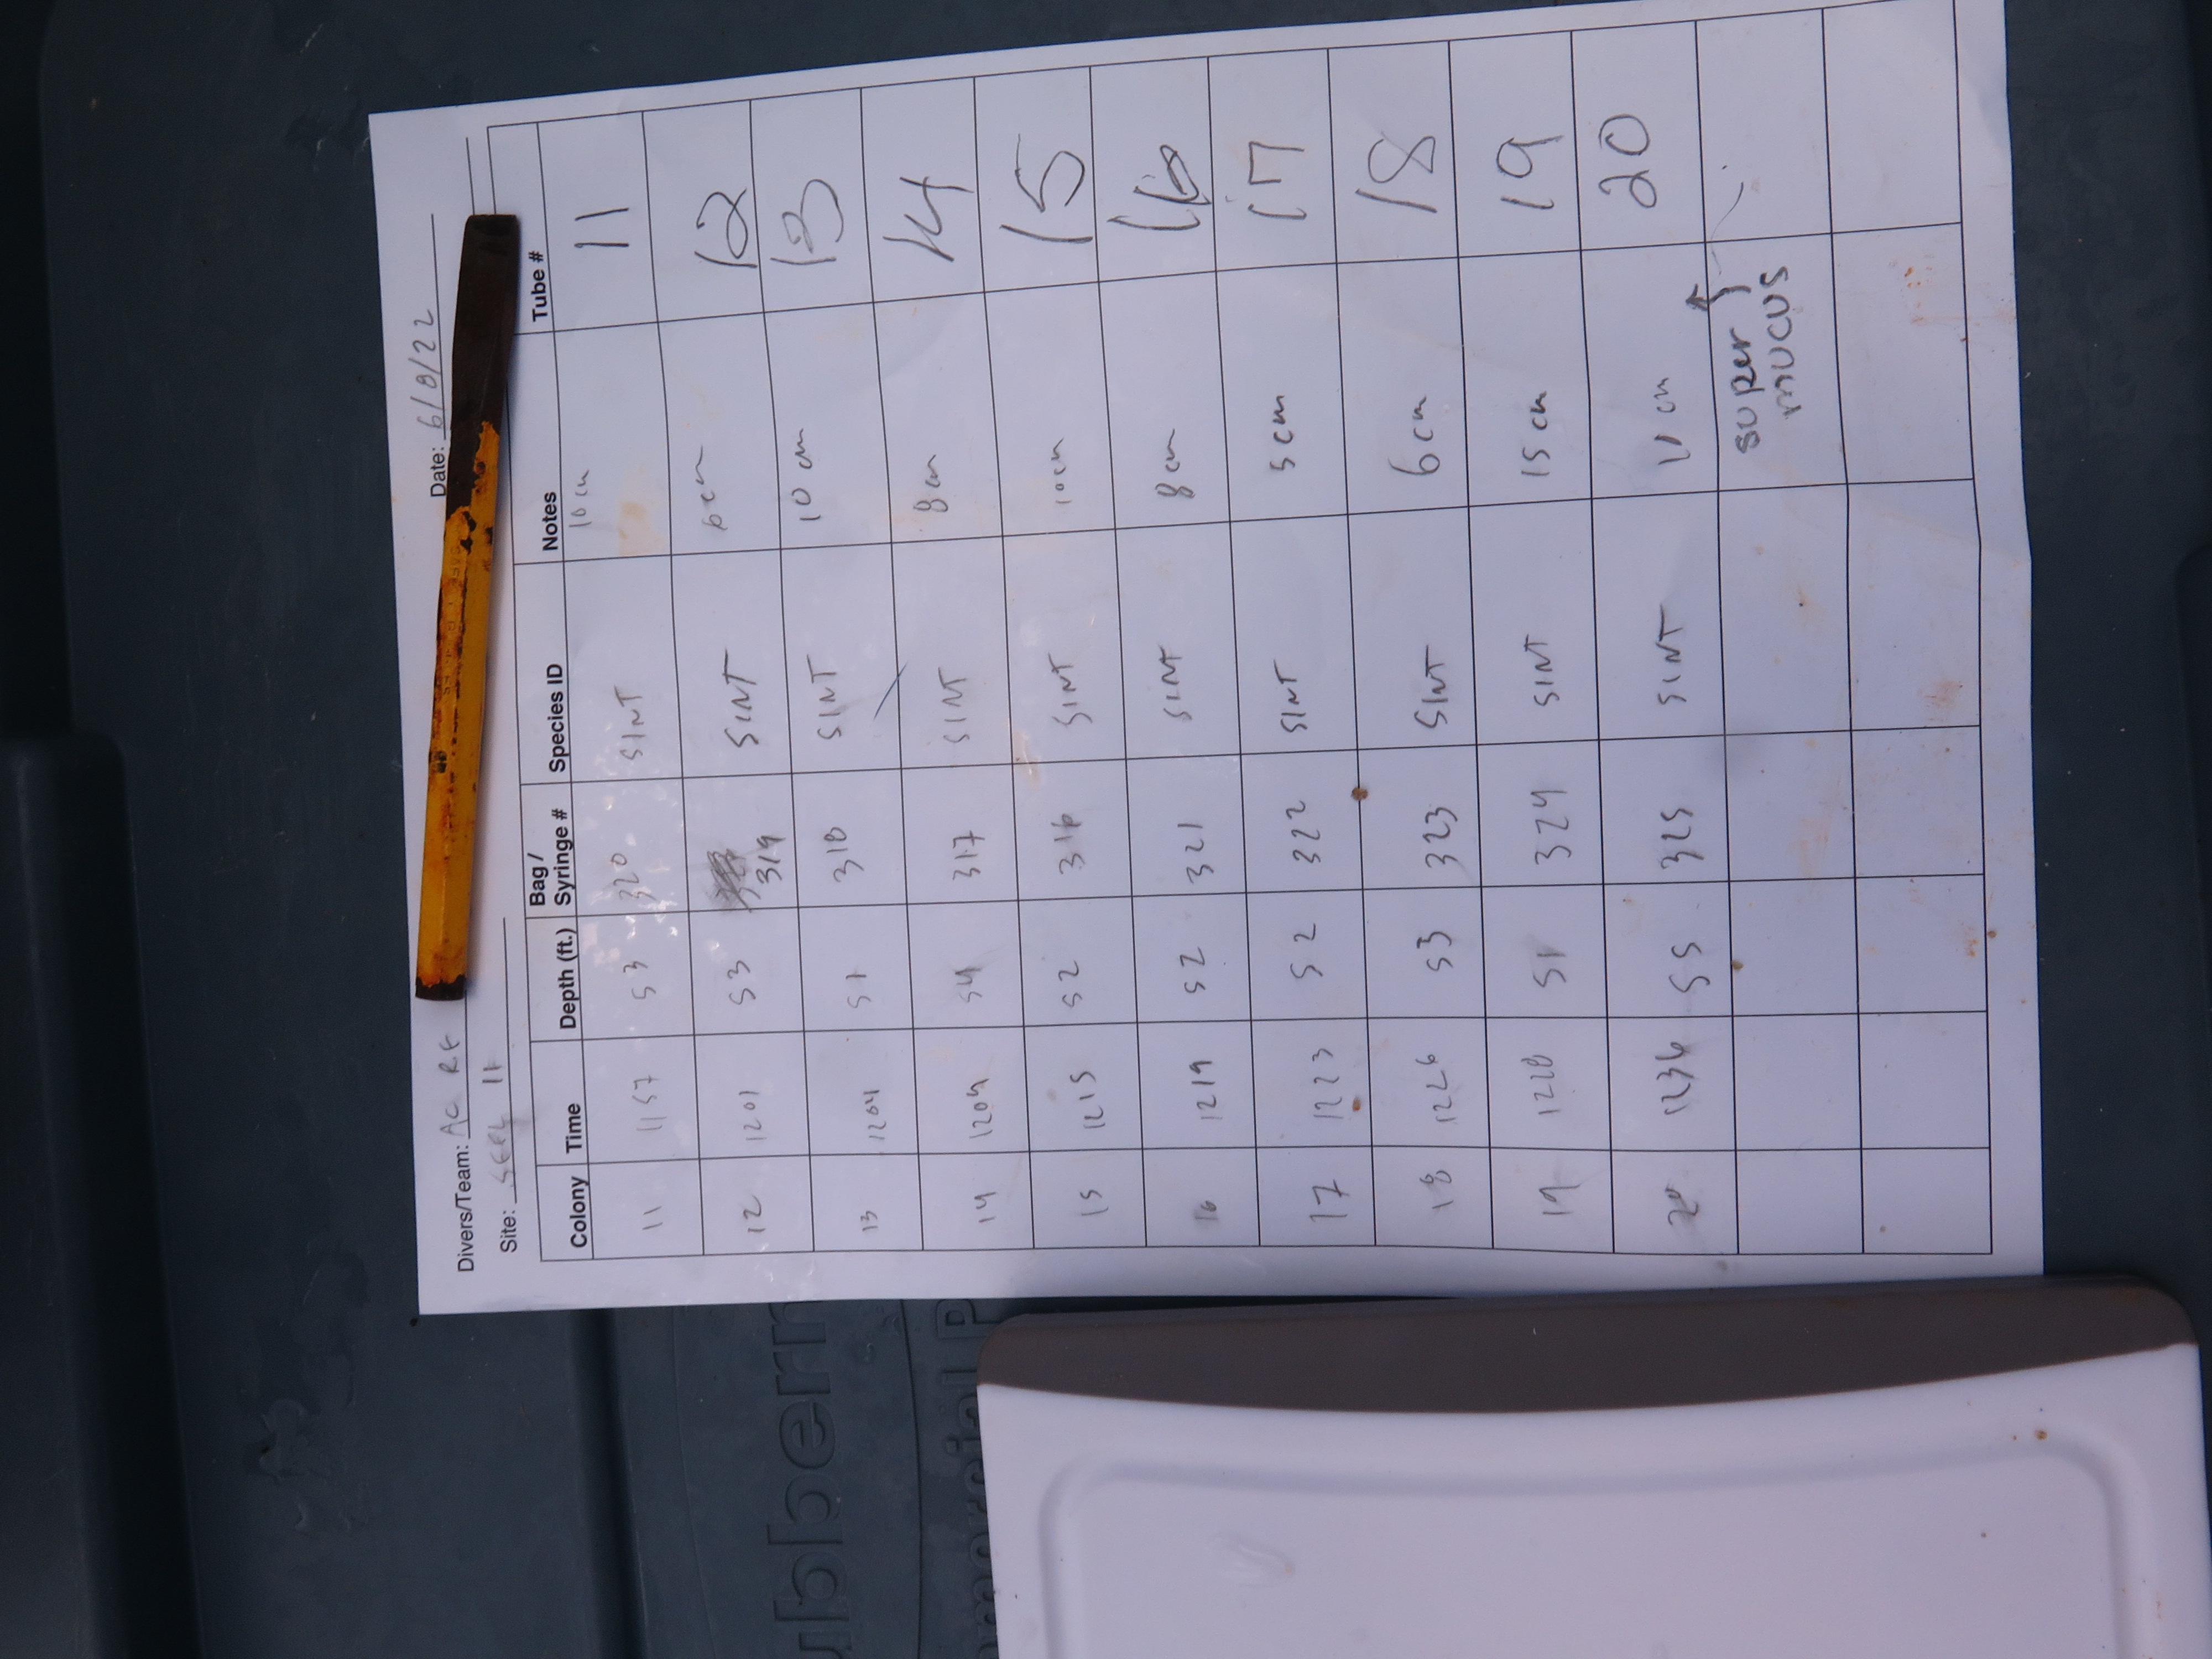 Divers/Team: AC RF
Date: 6/8/22
Site:
Colony Time Depth (ft.) Bag / Syringe # Species ID Notes Tube #
11 1157 53 320 SINT 10 cm 11
12 1201 53 319 SINT 6 cm 12
13 1204 51 318 SINT 10 cm 13
14 1209 54 317 SINT 8 cm 14
15 1215 52 316 SINT 10 cm 15
16 1219 52 321 SINT 8 cm 16
17 1223 52 322 SINT 5 cm 17
18 1226 53 323 SINT 6 cm 18
19 1228 51 324 SINT 15 cm 19
20 1236 55 325 SINT 11 cm 20
super
mucus
ubberm
mmercial P